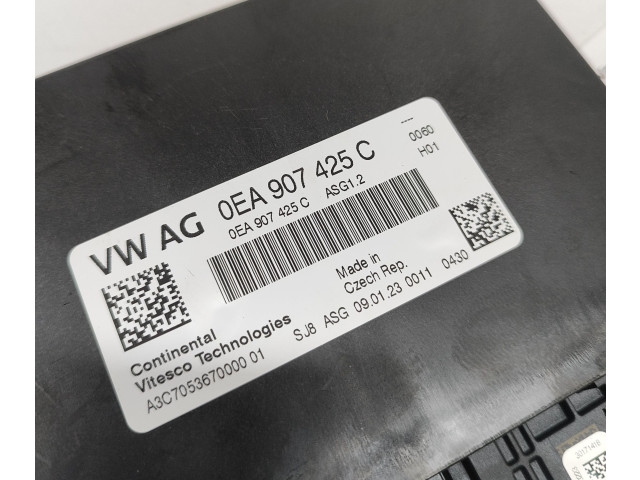 ---
0060
H01
VW AG 0EA 907 425 C
0EA 907 425 C ASG1.2
Made in
Czech Rep.
Continental
Vitesco Technologies
SJ8 ASG 09.01.23 0011 0430
A3C7053670000 01
20171416